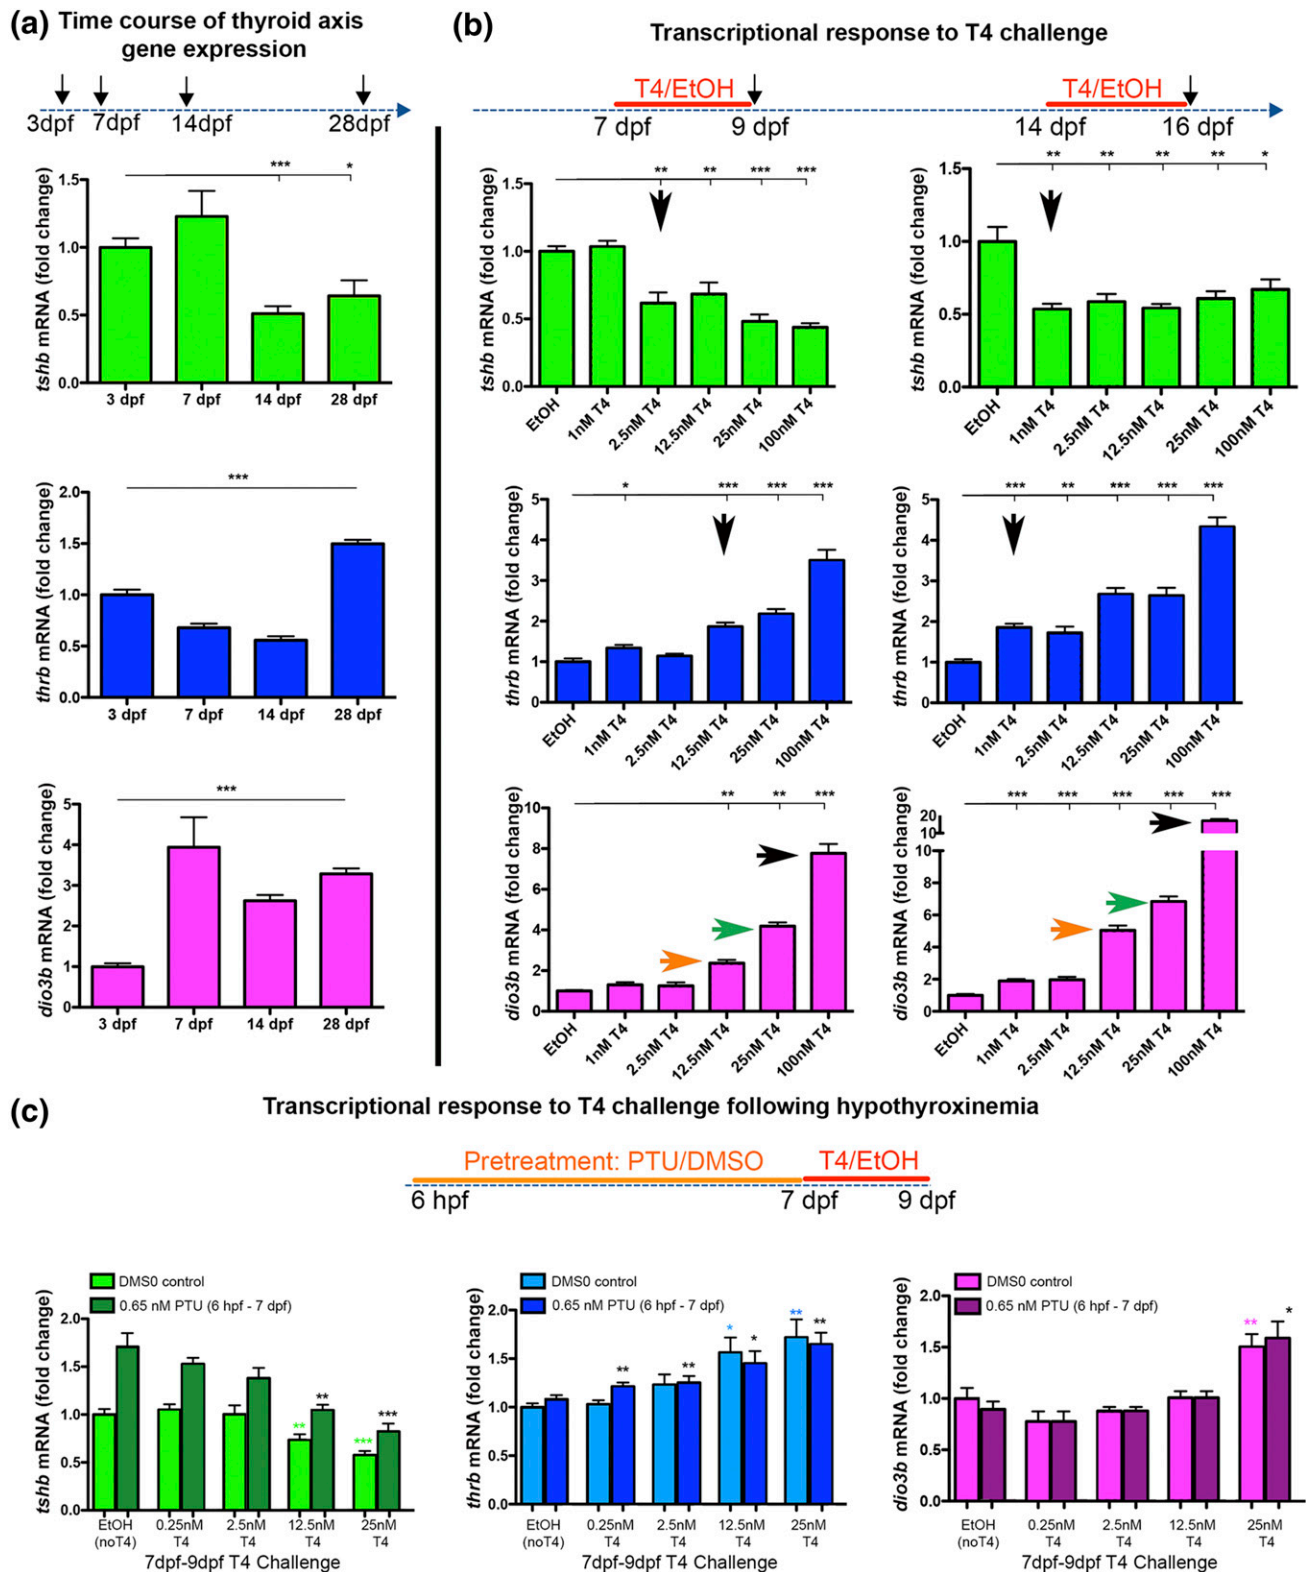 (a) Time course of thyroid axis
gene expression
3dpf 7dpf 14dpf 28dpf
*** *
tshb mRNA (fold change)
1.5
1.0
0.5
0.0
3 dpf 7 dpf 14 dpf 28 dpf
***
thrb mRNA (fold change)
2.0
1.5
1.0
0.5
0.0
3 dpf 7 dpf 14 dpf 28 dpf
***
dio3b mRNA (fold change)
5
4
3
2
1
0
3 dpf 7 dpf 14 dpf 28 dpf
(b) Transcriptional response to T4 challenge
T4/EtOH T4/EtOH
7 dpf 9 dpf 14 dpf 16 dpf
** ** *** ***
tshb mRNA (fold change)
1.5
1.0
0.5
0.0
EtOH 1nM T4 2.5nM T4 12.5nM T4 25nM T4 100nM T4
** ** ** ** *
tshb mRNA (fold change)
1.5
1.0
0.5
0.0
EtOH 1nM T4 2.5nM T4 12.5nM T4 25nM T4 100nM T4
* *** *** ***
thrb mRNA (fold change)
5
4
3
2
1
0
EtOH 1nM T4 2.5nM T4 12.5nM T4 25nM T4 100nM T4
*** ** *** *** ***
thrb mRNA (fold change)
5
4
3
2
1
0
EtOH 1nM T4 2.5nM T4 12.5nM T4 25nM T4 100nM T4
** ** ***
dio3b mRNA (fold change)
10
8
6
4
2
0
EtOH 1nM T4 2.5nM T4 12.5nM T4 25nM T4 100nM T4
*** *** *** *** ***
dio3b mRNA (fold change)
20
10
10
8
6
4
2
0
EtOH 1nM T4 2.5nM T4 12.5nM T4 25nM T4 100nM T4
(c) Transcriptional response to T4 challenge following hypothyroxinemia
Pretreatment: PTU/DMSO T4/EtOH
6 hpf 7 dpf 9 dpf
DMS0 control
0.65 nM PTU (6 hpf - 7 dpf)
tshb mRNA (fold change)
2.0
1.5
1.0
0.5
0.0
** ** *** ***
EtOH 0.25nM 2.5nM 12.5nM 25nM
(noT4) T4 T4 T4 T4
7dpf-9dpf T4 Challenge
DMS0 control
0.65 nM PTU (6 hpf - 7 dpf)
thrb mRNA (fold change)
2.0
1.5
1.0
0.5
0.0
** ** * * ** **
EtOH 0.25nM 2.5nM 12.5nM 25nM
(noT4) T4 T4 T4 T4
7dpf-9dpf T4 Challenge
DMS0 control
0.65 nM PTU (6 hpf - 7 dpf)
dio3b mRNA (fold change)
2.0
1.5
1.0
0.5
0.0
** *
EtOH 0.25nM 2.5nM 12.5nM 25nM
(noT4) T4 T4 T4 T4
7dpf-9dpf T4 Challenge